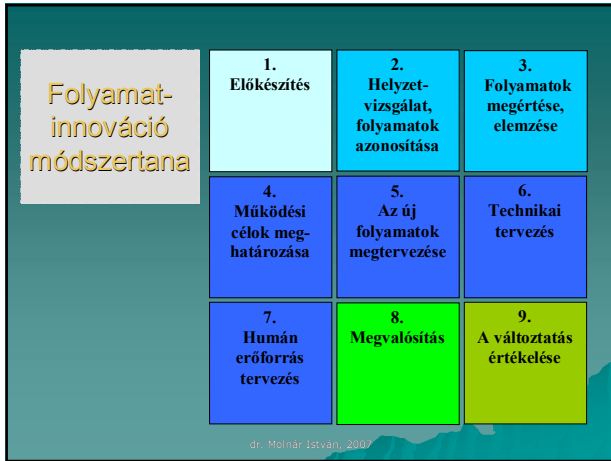 Folyamat-
innováció
módszertana
1.
Előkészítés
2.
Helyzet-
vizsgálat,
folyamatok
azonosítása
3.
Folyamatok
megértése,
elemzése
4.
Működési
célok meg-
határozása
5.
Az új
folyamatok
megtervezése
6.
Technikai
tervezés
7.
Humán
erőforrás
tervezés
8.
Megvalósítás
9.
A változtatás
értékelése
dr. Molnár István, 2007